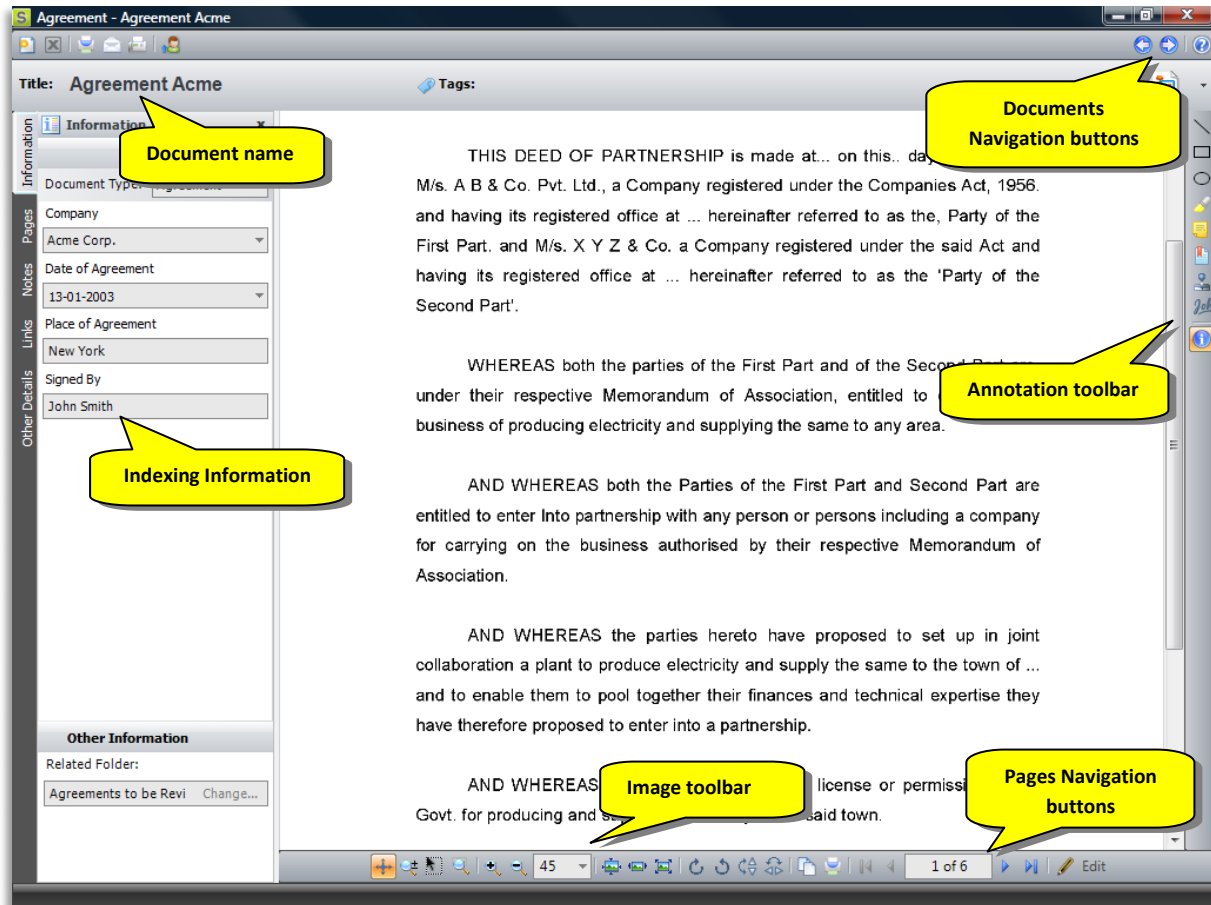 Agreement - Agreement Acme
Title: Agreement Acme
Tags:
Documents
Navigation buttons
Information
Document name
Document Type: Agreement
Company
Acme Corp.
Date of Agreement
13-01-2003
Place of Agreement
New York
Signed By
John Smith
Indexing Information
Other Information
Related Folder:
Agreements to be Revi Change...
Information
Pages
Notes
Links
Other Details
THIS DEED OF PARTNERSHIP is made at... on this..
M/s. A B & Co. Pvt. Ltd., a Company registered under the Companies Act, 1956.
and having its registered office at ... hereinafter referred to as the, Party of the
First Part. and M/s. X Y Z & Co. a Company registered under the said Act and
having its registered office at ... hereinafter referred to as the 'Party of the
Second Part'.
WHEREAS both the parties of the First Part and of the Second Part are
under their respective Memorandum of Association, entitled to
business of producing electricity and supplying the same to any area.
AND WHEREAS both the Parties of the First Part and Second Part are
entitled to enter Into partnership with any person or persons including a company
for carrying on the business authorised by their respective Memorandum of
Association.
AND WHEREAS the parties hereto have proposed to set up in joint
collaboration a plant to produce electricity and supply the same to the town of ...
and to enable them to pool together their finances and technical expertise they
have therefore proposed to enter into a partnership.
AND WHEREAS license or
Govt. for producing and said town.
Annotation toolbar
Image toolbar
Pages Navigation
buttons
45
1 of 6
Edit